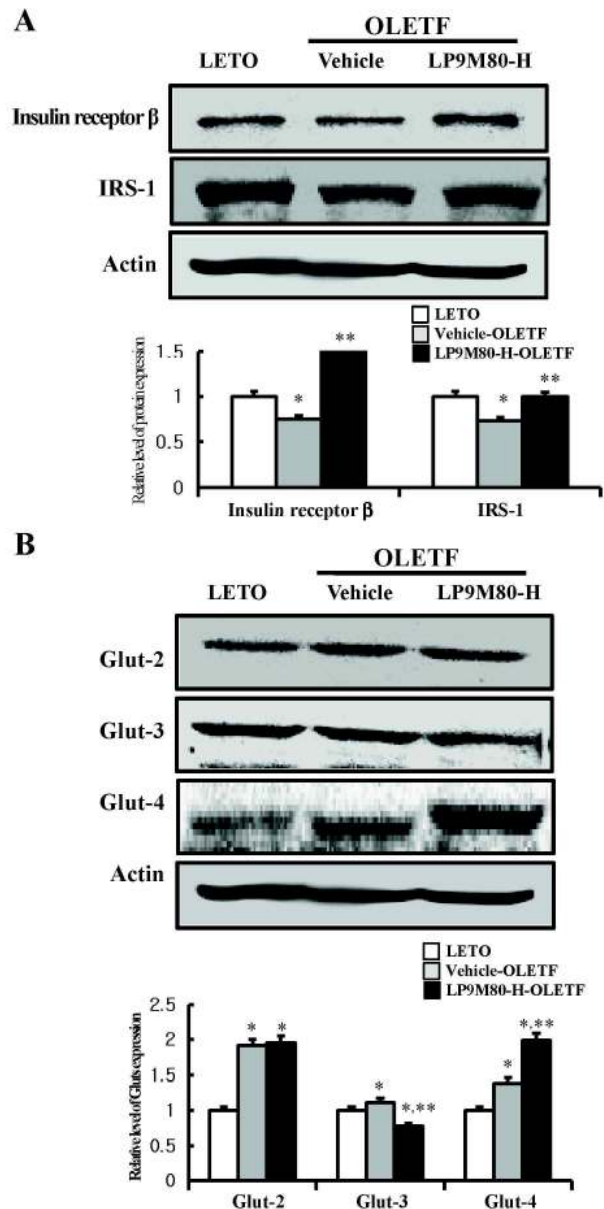 A
OLETF
LETO Vehicle LP9M80-H
Insulin receptor β
IRS-1
Actin
LETO
Vehicle-OLETF
LP9M80-H-OLETF
Relative level of protein expression
1.5
1
0.5
0
* ** * **
Insulin receptor β IRS-1
B
OLETF
LETO Vehicle LP9M80-H
Glut-2
Glut-3
Glut-4
Actin
LETO
Vehicle-OLETF
LP9M80-H-OLETF
Relative level of Gluts expression
2.5
2
1.5
1
0.5
0
* * * *,** * *,**
Glut-2 Glut-3 Glut-4